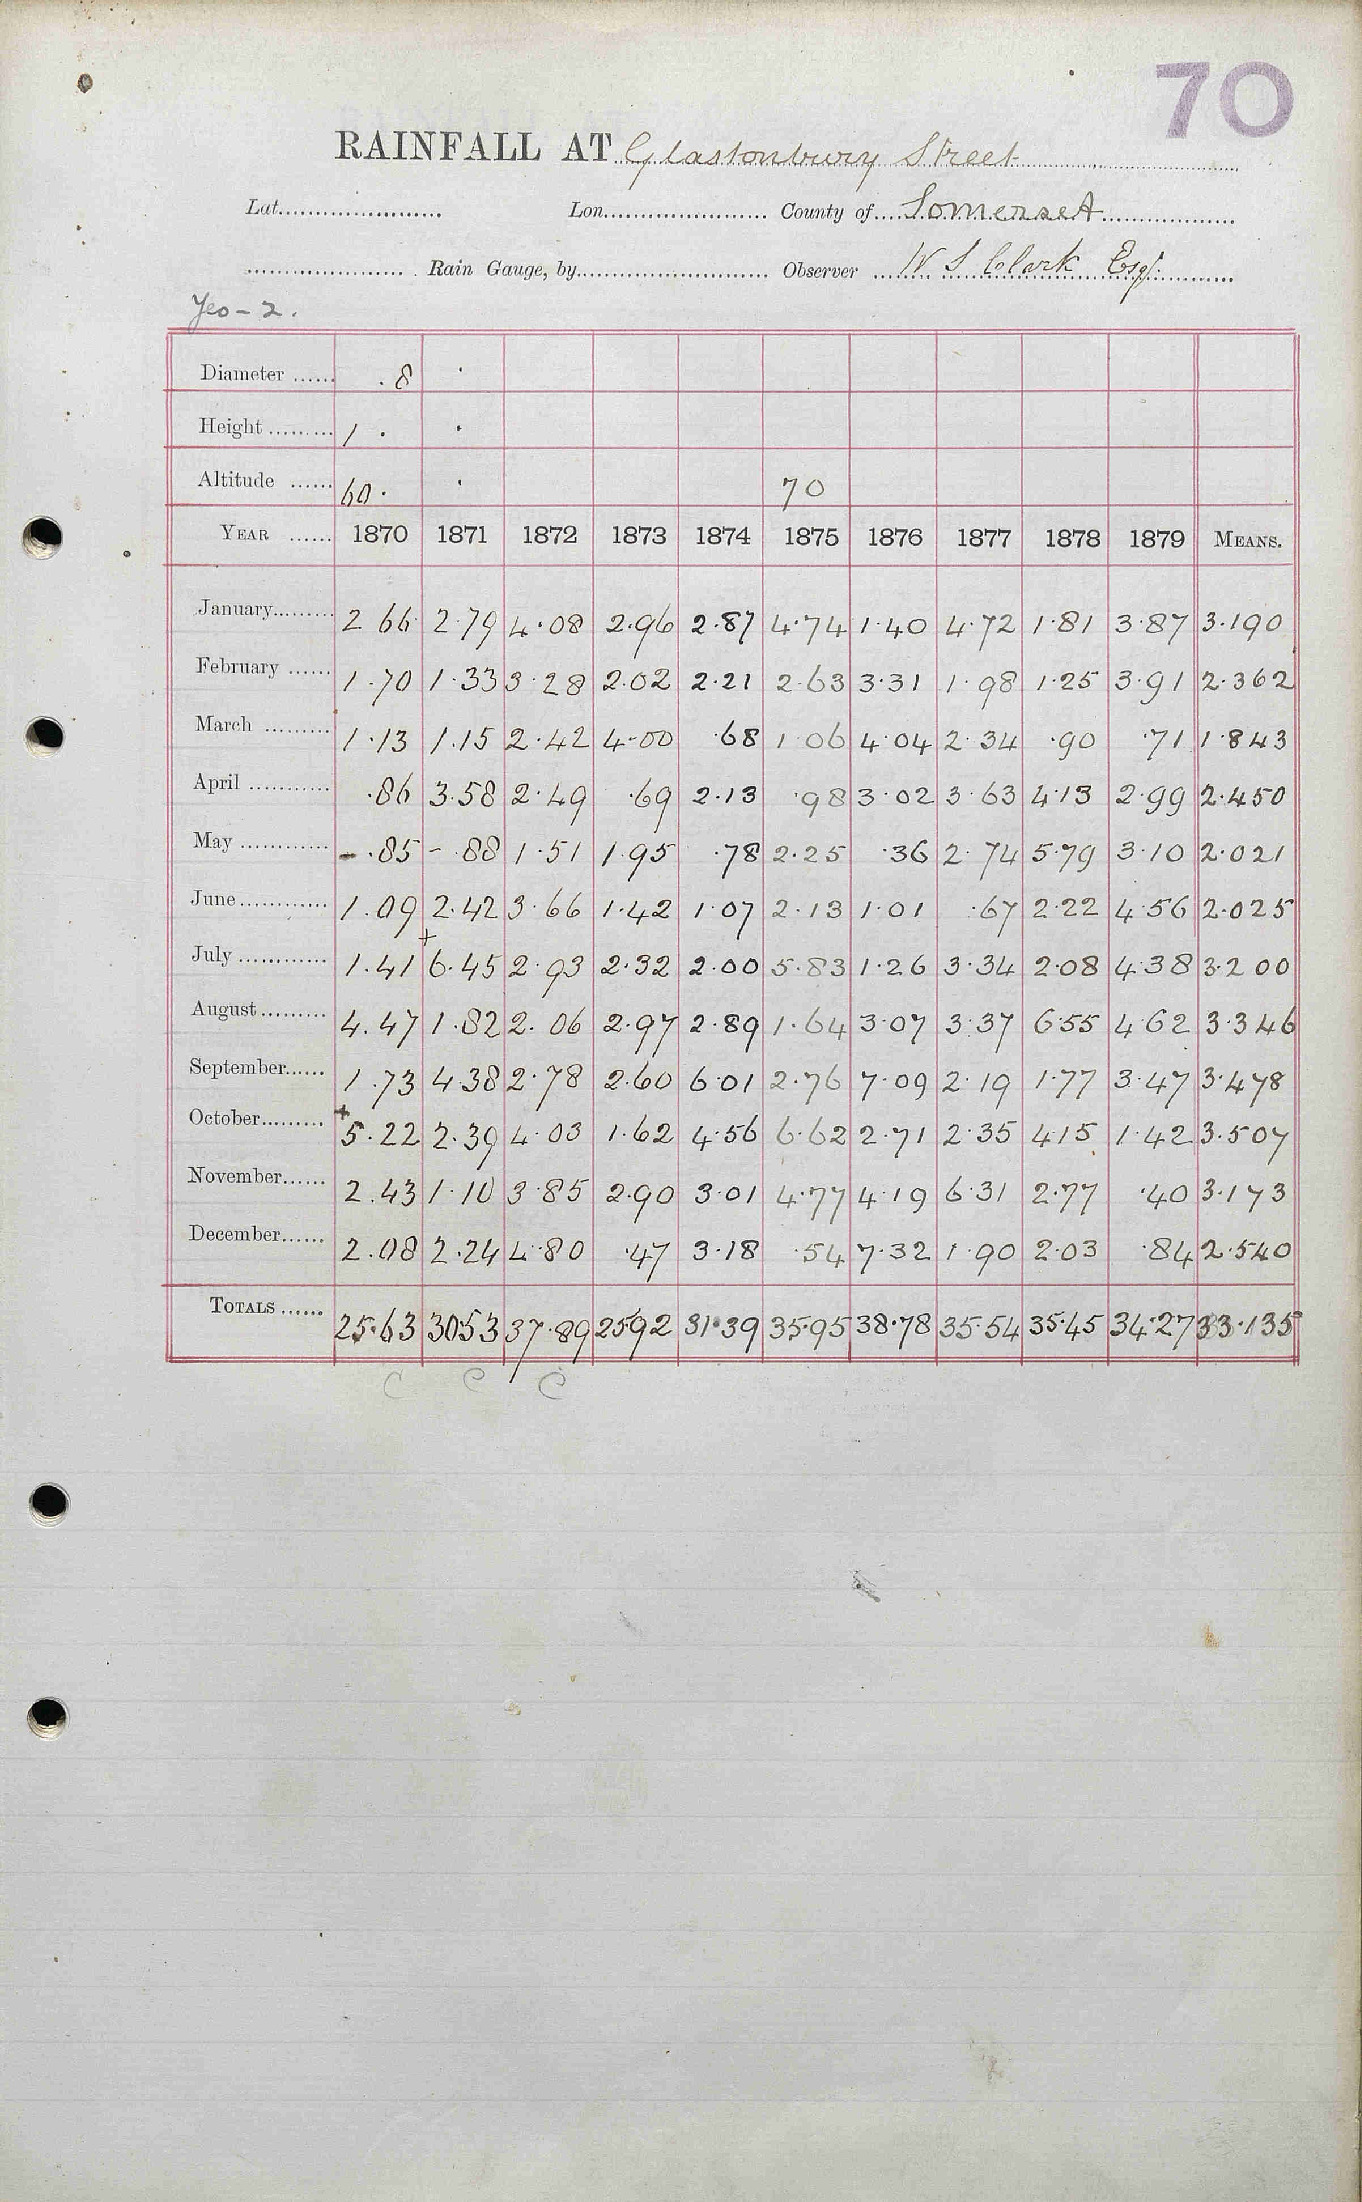 70
RAINFALL AT Glastonbury Street
Lat. Lon. County of Somerset
Rain Gauge, by Observer W S Clark Esqr.
Yeo - 2.
Diameter .8 .
Height 1 . .
Altitude 60 . . 70
YEAR 1870 1871 1872 1873 1874 1875 1876 1877 1878 1879 MEANS.
January 2 66 2.79 4.08 2.96 2.87 4.74 1.40 4.72 1.81 3.87 3.190
February 1.70 1.33 3.28 2.02 2.21 2.63 3.31 1.98 1.25 3.91 2.362
March 1.13 1.15 2.42 4.00 .68 1 06 4.04 2.34 .90 .71 1.843
April .86 3.58 2.49 .69 2.13 .98 3.02 3.63 4.13 2.99 2.450
May - .85 - .88 1.51 1.95 .78 2.25 .36 2.74 5.79 3.10 2.021
June 1.09 2.42 3.66 1.42 1.07 2.13 1.01 .67 2.22 4.56 2.025
July 1.41 + 6.45 2.93 2.32 2.00 5.83 1.26 3.34 2.08 4.38 3.200
August 4.47 1.82 2.06 2.97 2.89 1.64 3.07 3.37 6.55 4.62 3.346
September 1.73 4.38 2.78 2.60 6.01 2.76 7.09 2.19 1.77 3.47 3.478
October + 5.22 2.39 4.03 1.62 4.56 6.62 2.71 2.35 4.15 1.42 3.507
November 2.43 1.10 3.85 2.90 3.01 4.77 4.19 6.31 2.77 .40 3.173
December 2.08 2.24 4.80 .47 3.18 .54 7.32 1.90 2.03 .84 2.540
TOTALS 25.63 30.53 37.89 25.92 31.39 35.95 38.78 35.54 35.45 34.27 33.135
C C C